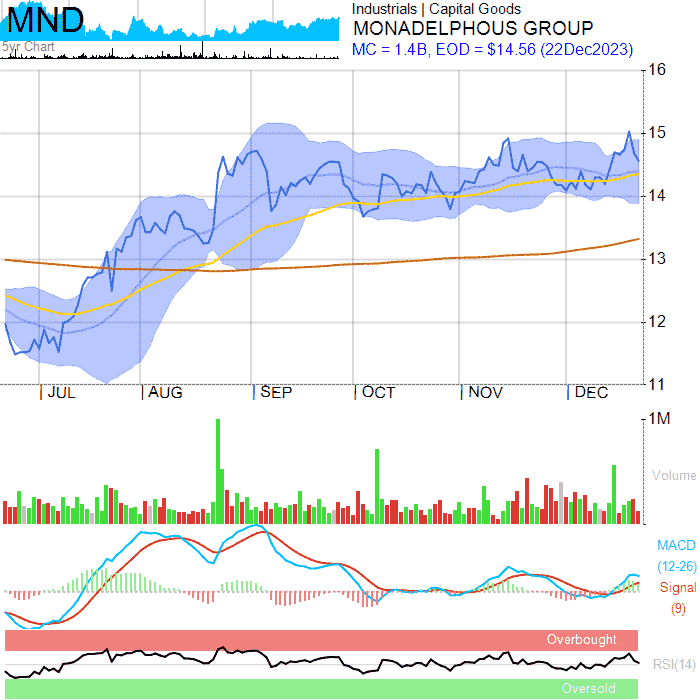 MND
5yr Chart
Industrials | Capital Goods
MONADELPHOUS GROUP
MC = 1.4B, EOD = $14.56 (22Dec2023)
16
15
14
13
12
11
| JUL | AUG | SEP | OCT | NOV | DEC
1M
Volume
MACD
(12-26)
Signal
(9)
Overbought
RSI(14)
Oversold